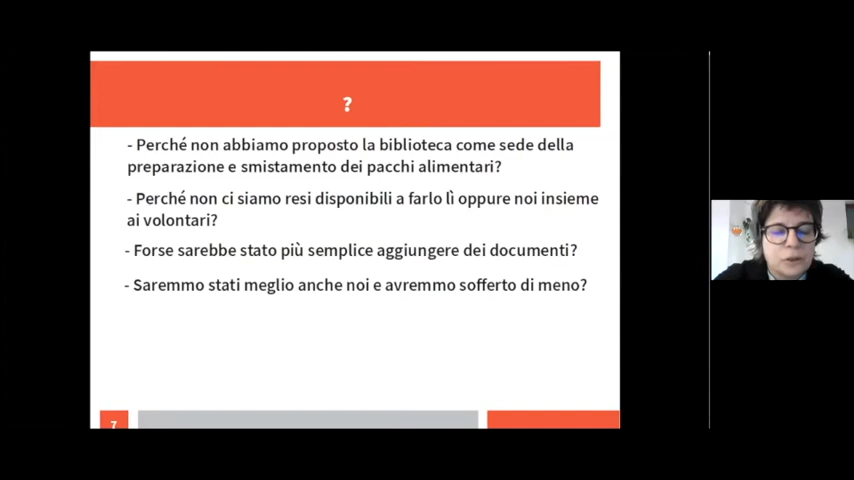 ?
- Perché non abbiamo proposto la biblioteca come sede della
preparazione e smistamento dei pacchi alimentari?
- Perché non ci siamo resi disponibili a farlo lì oppure noi insieme
ai volontari?
- Forse sarebbe stato più semplice aggiungere dei documenti?
- Saremmo stati meglio anche noi e avremmo sofferto di meno?
7